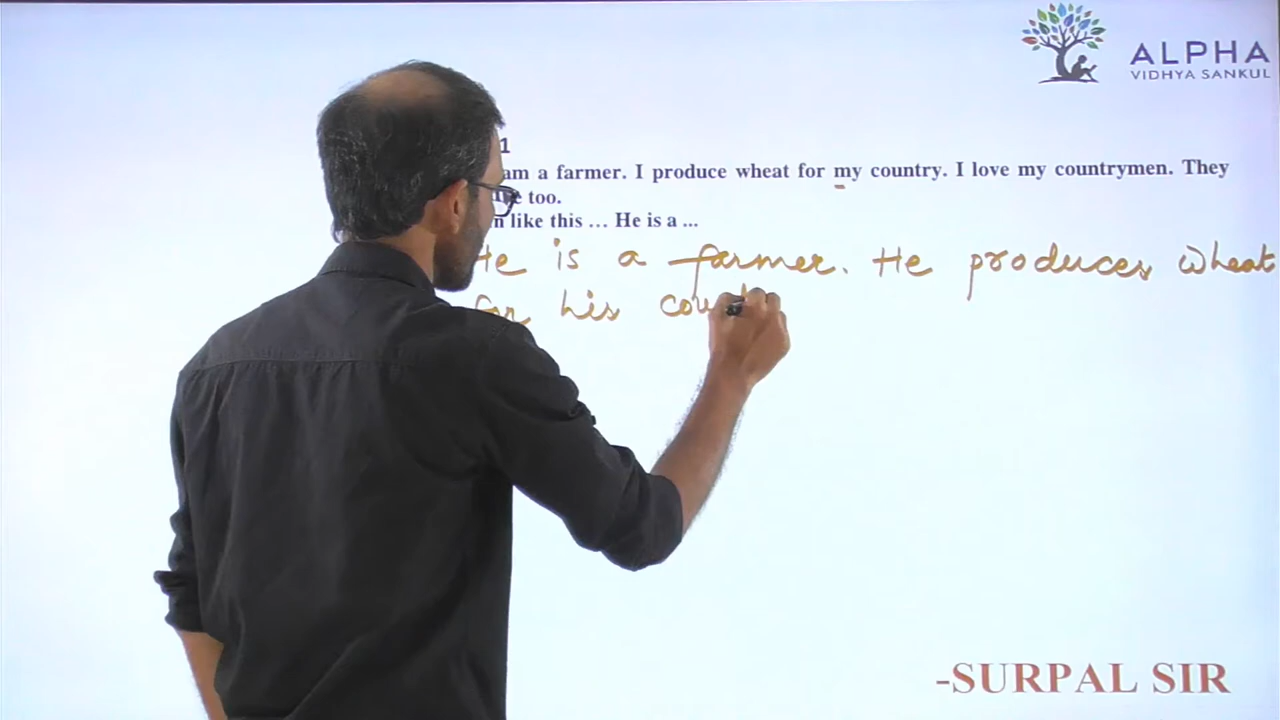 ALPHA
VIDHYA SANKUL
1
am a farmer. I produce wheat for my country. I love my countrymen. They
too.
like this … He is a ...
He is a farmer. He produces wheat
for his
-SURPAL SIR